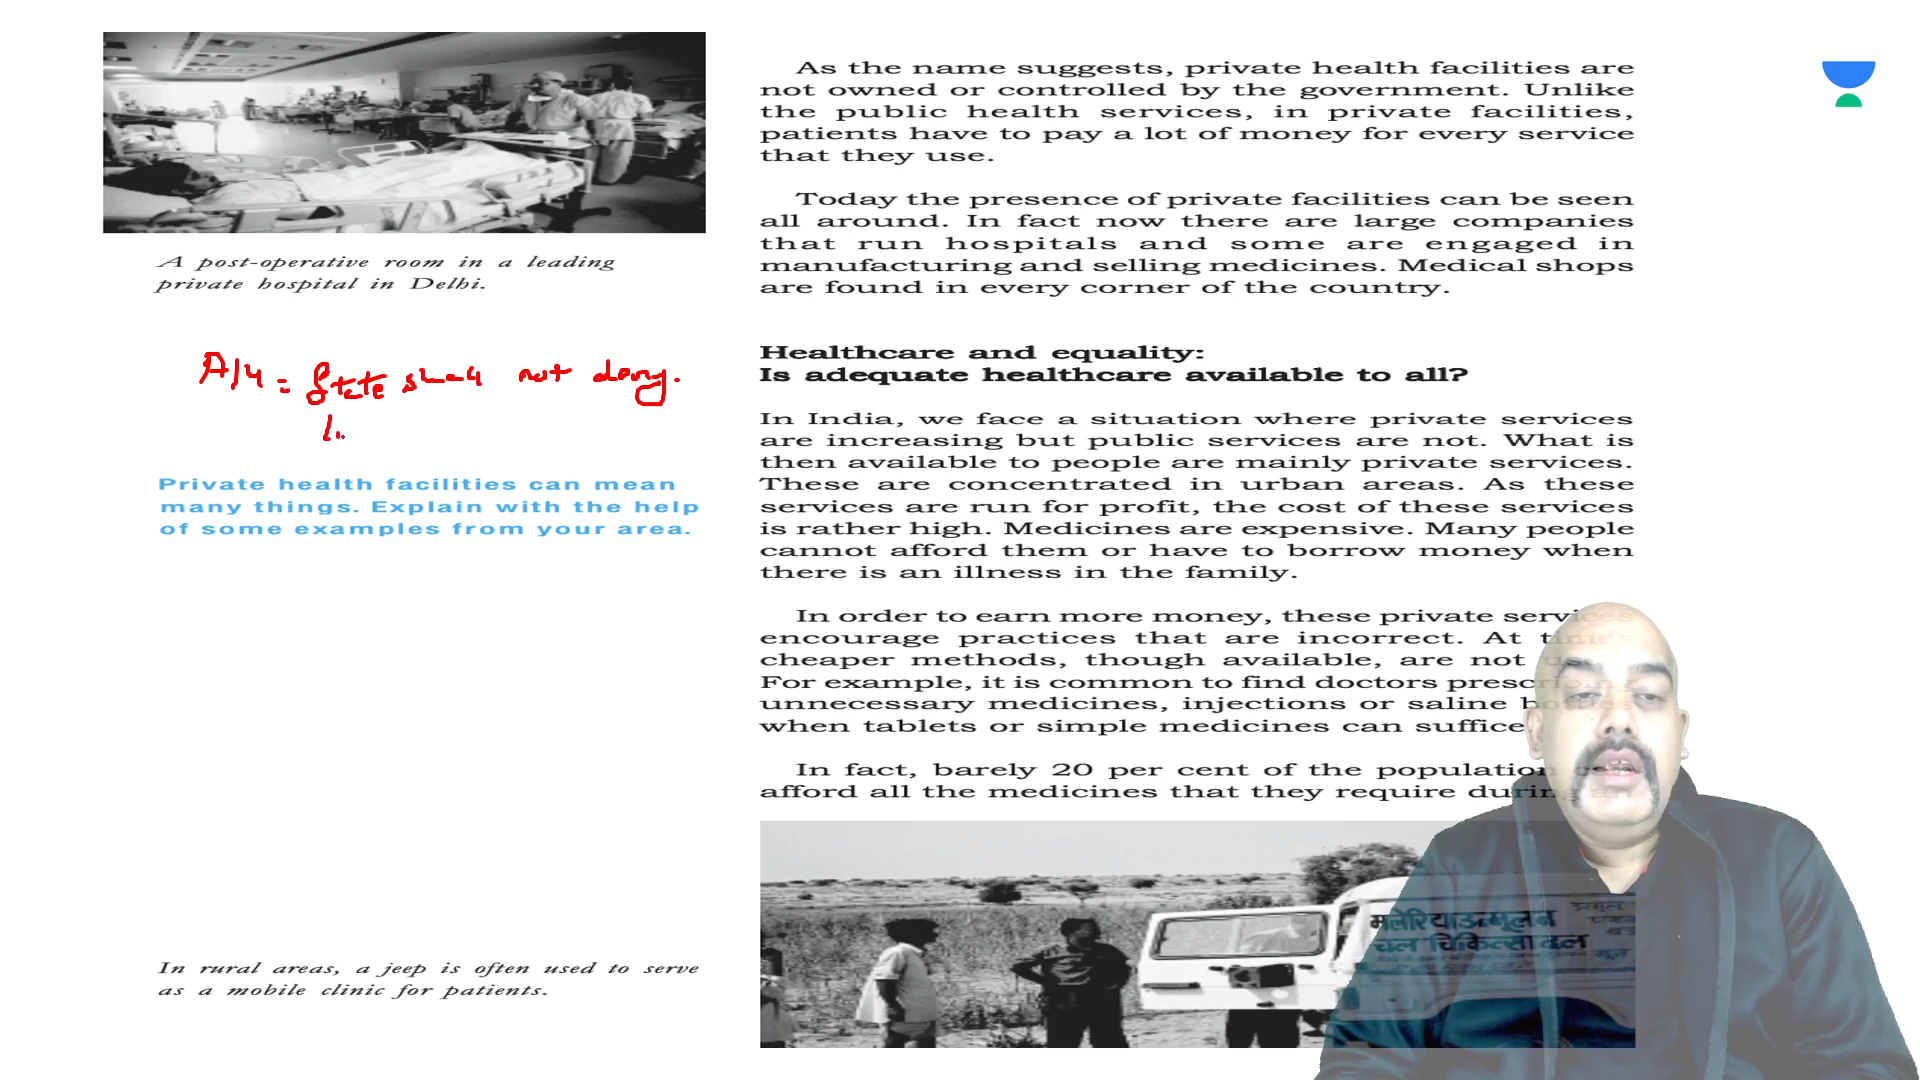 A post-operative room in a leading
private hospital in Delhi.
A/14 = State shall not deny.
Private health facilities can mean
many things. Explain with the help
of some examples from your area.
In rural areas, a jeep is often used to serve
as a mobile clinic for patients.
As the name suggests, private health facilities are
not owned or controlled by the government. Unlike
the public health services, in private facilities,
patients have to pay a lot of money for every service
that they use.
Today the presence of private facilities can be seen
all around. In fact now there are large companies
that run hospitals and some are engaged in
manufacturing and selling medicines. Medical shops
are found in every corner of the country.
Healthcare and equality:
Is adequate healthcare available to all?
In India, we face a situation where private services
are increasing but public services are not. What is
then available to people are mainly private services.
These are concentrated in urban areas. As these
services are run for profit, the cost of these services
is rather high. Medicines are expensive. Many people
cannot afford them or have to borrow money when
there is an illness in the family.
In order to earn more money, these private services
encourage practices that are incorrect. At times
cheaper methods, though available, are not
For example, it is common to find doctors
unnecessary medicines, injections or saline bottles
when tablets or simple medicines can suffice
In fact, barely 20 per cent of the population
afford all the medicines that they require during
मलेरिया उन्मूलन
चल चिकित्सा दल